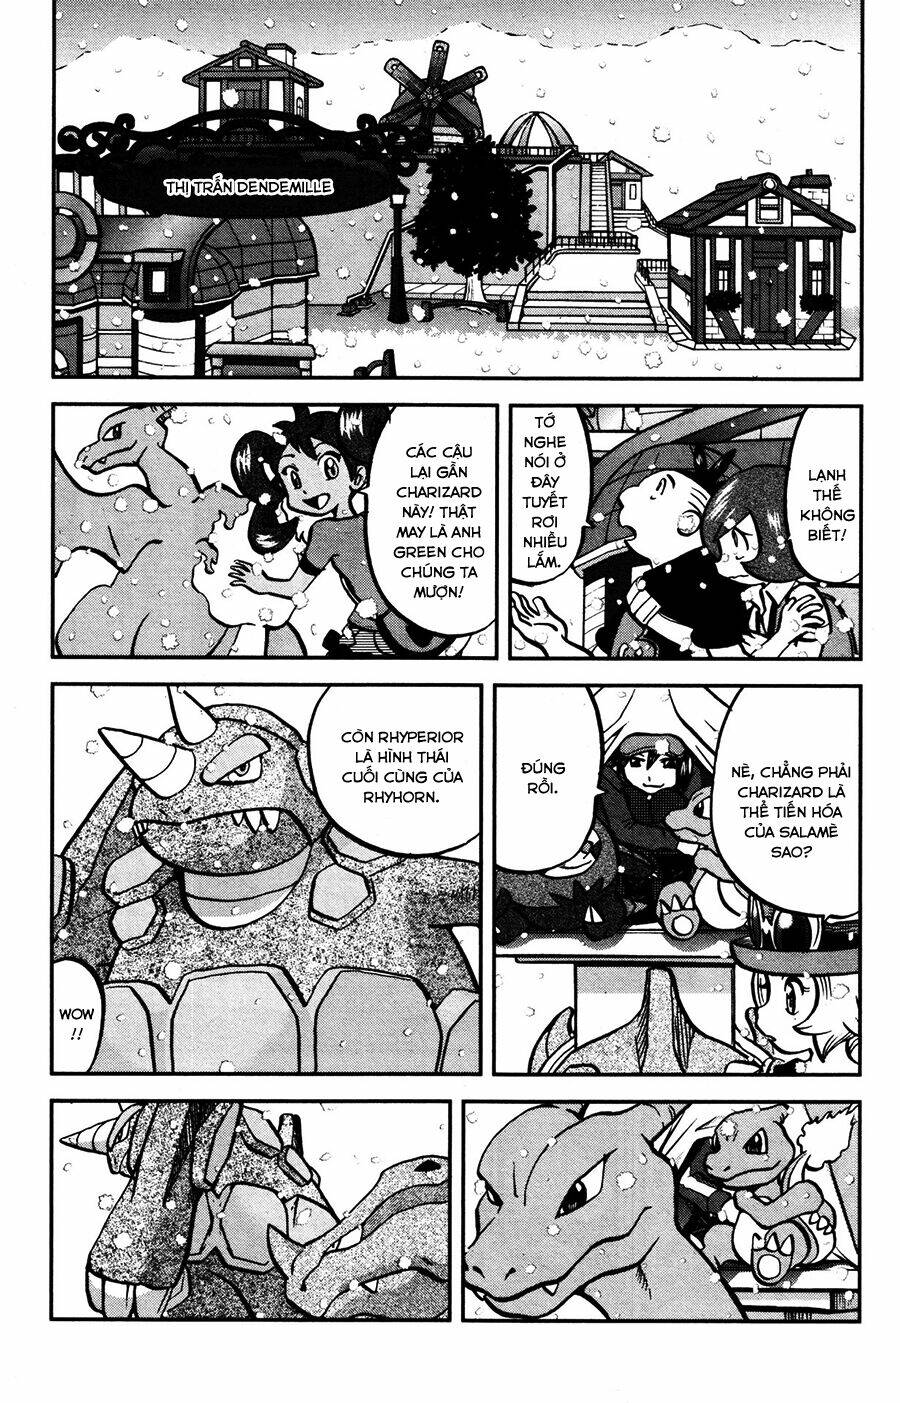 THỊ TRẤN DENDEMILLE
LẠNH
THẾ
KHÔNG
BIẾT!
TỚ
NGHE
NÓI Ở
ĐÂY
TUYẾT
RƠI
NHIỀU
LẮM.
CÁC CẬU
LẠI GẦN
CHARIZARD
NÀY! THẬT
MAY LÀ ANH
GREEN CHO
CHÚNG TA
MƯỢN!
NÈ, CHẲNG PHẢI
CHARIZARD LÀ
THỂ TIẾN HÓA
CỦA SALAMÈ
SAO?
ĐÚNG
RỒI.
CÒN RHYPERIOR
LÀ HÌNH THÁI
CUỐI CÙNG CỦA
RHYHORN.
WOW
!!